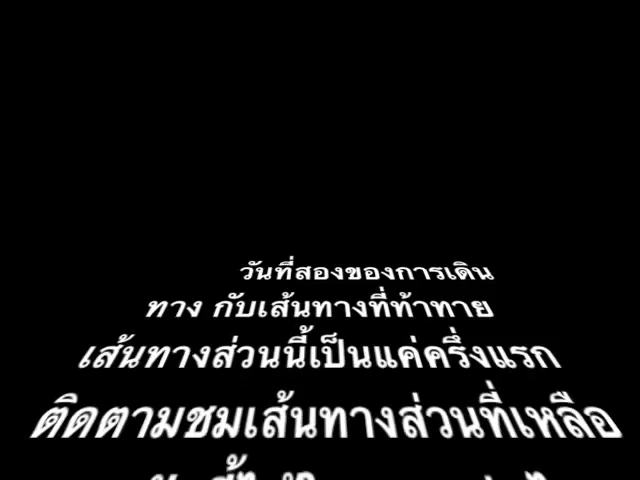 วันที่สองของการเดิน
ทาง กับเส้นทางที่ท้าทาย
เส้นทางส่วนนี้เป็นแค่ครึ่งแรก
ติดตามชมเส้นทางส่วนที่เหลือ